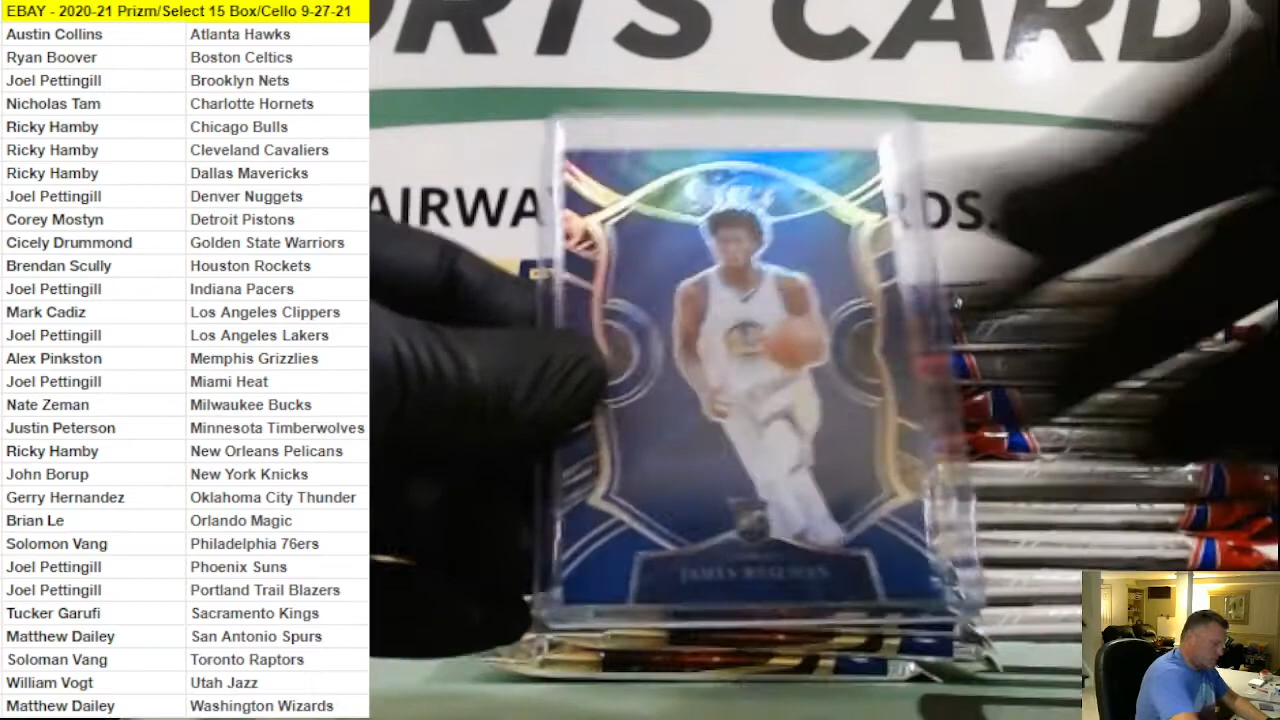 EBAY - 2020-21 Prizm/Select 15 Box/Cello 9-27-21
Austin Collins Atlanta Hawks
Ryan Boover Boston Celtics
Joel Pettingill Brooklyn Nets
Nicholas Tam Charlotte Hornets
Ricky Hamby Chicago Bulls
Ricky Hamby Cleveland Cavaliers
Ricky Hamby Dallas Mavericks
Joel Pettingill Denver Nuggets
Corey Mostyn Detroit Pistons
Cicely Drummond Golden State Warriors
Brendan Scully Houston Rockets
Joel Pettingill Indiana Pacers
Mark Cadiz Los Angeles Clippers
Joel Pettingill Los Angeles Lakers
Alex Pinkston Memphis Grizzlies
Joel Pettingill Miami Heat
Nate Zeman Milwaukee Bucks
Justin Peterson Minnesota Timberwolves
Ricky Hamby New Orleans Pelicans
John Borup New York Knicks
Gerry Hernandez Oklahoma City Thunder
Brian Le Orlando Magic
Solomon Vang Philadelphia 76ers
Joel Pettingill Phoenix Suns
Joel Pettingill Portland Trail Blazers
Tucker Garufi Sacramento Kings
Matthew Dailey San Antonio Spurs
Soloman Vang Toronto Raptors
William Vogt Utah Jazz
Matthew Dailey Washington Wizards
ORTS CARD
AIRWA RDS.
JAMES WISEMAN